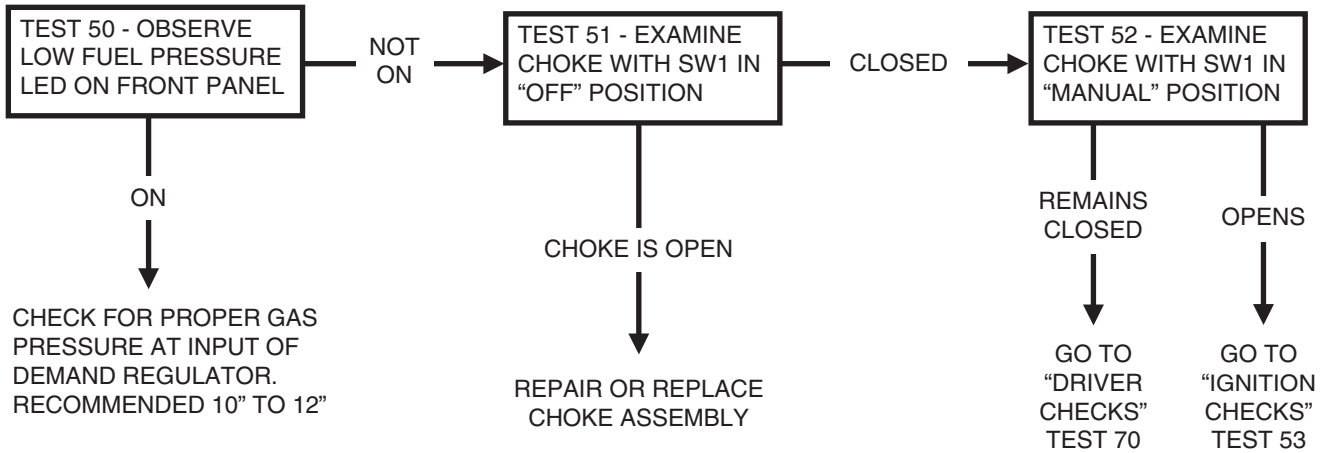 TEST 50 - OBSERVE
LOW FUEL PRESSURE
LED ON FRONT PANEL
NOT
ON
TEST 51 - EXAMINE
CHOKE WITH SW1 IN
“OFF” POSITION
CLOSED
TEST 52 - EXAMINE
CHOKE WITH SW1 IN
“MANUAL” POSITION
ON
CHECK FOR PROPER GAS
PRESSURE AT INPUT OF
DEMAND REGULATOR.
RECOMMENDED 10” TO 12”
CHOKE IS OPEN
REPAIR OR REPLACE
CHOKE ASSEMBLY
REMAINS
CLOSED
GO TO
“DRIVER
CHECKS”
TEST 70
OPENS
GO TO
“IGNITION
CHECKS”
TEST 53